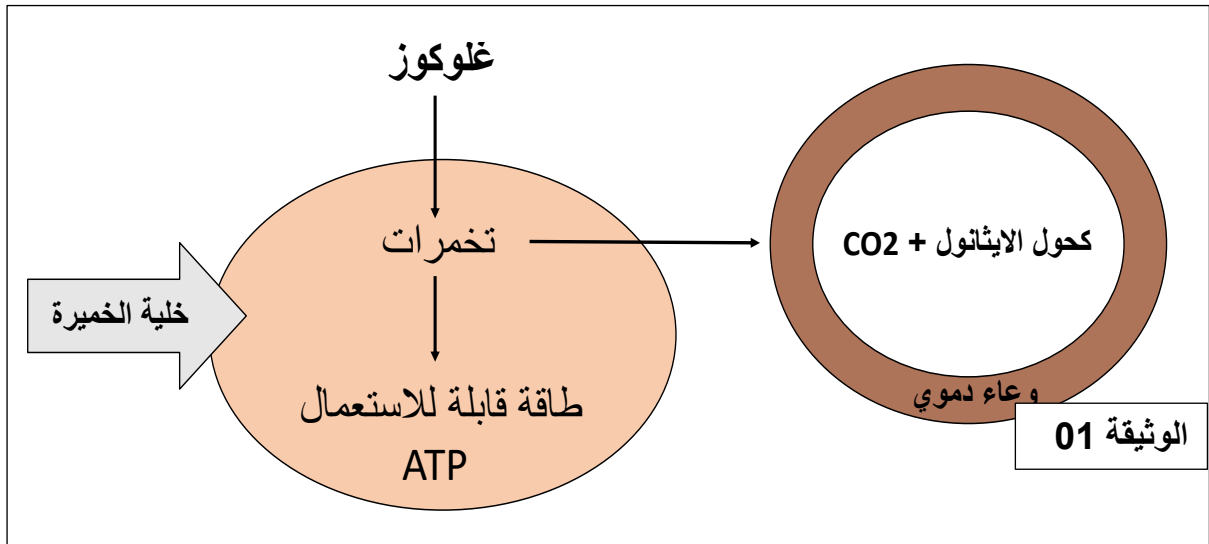 غلوكوز
تخمرات
كحول الايثانول + CO2
خلية الخميرة
طاقة قابلة للاستعمال
ATP
وعاء دموي
الوثيقة 01